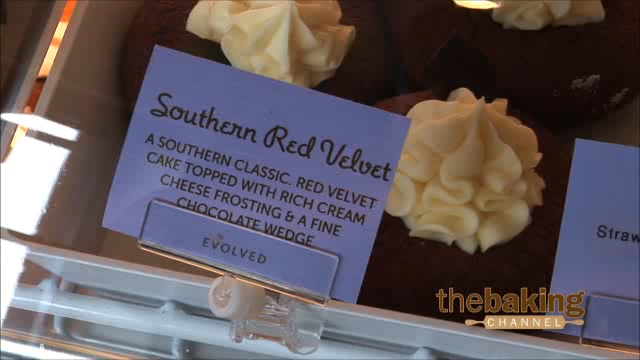 Southern Red Velvet
A SOUTHERN CLASSIC. RED VELVET
CAKE TOPPED WITH RICH CREAM
CHEESE FROSTING & A FINE
CHOCOLATE WEDGE
EVOLVED
Straw
thebaking
CHANNEL